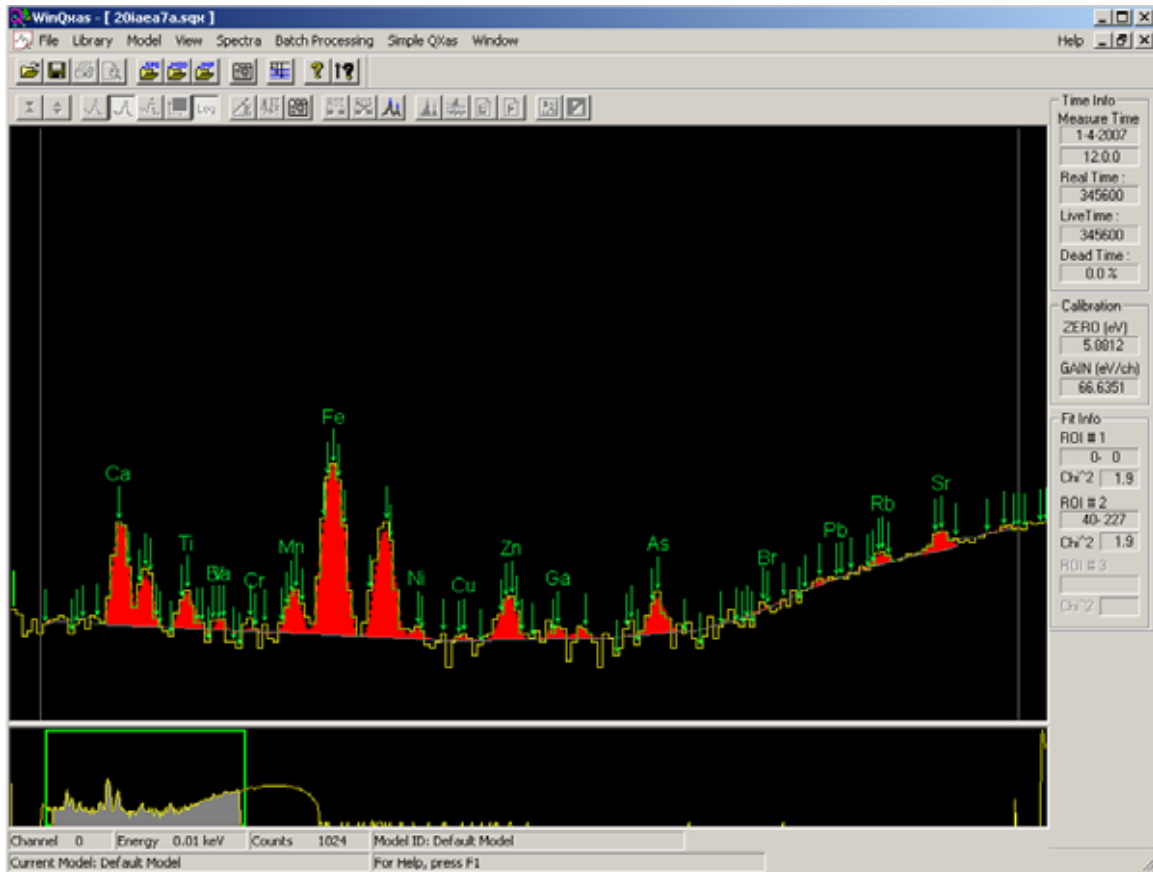 WinQxas - [ 20iaea7a.sqx ]
File Library Model View Spectra Batch Processing Simple QXas Window Help
Time Info
Measure Time
1-4-2007
12:0:0
Real Time :
345600
LiveTime :
345600
Dead Time :
0.0 %
Calibration
ZERO (eV)
5.8812
GAIN (eV/ch)
66.6351
Fit Info
ROI # 1
0- 0
Chi^2 1.9
ROI # 2
40- 227
Chi^2 1.9
ROI # 3
Chi^2
Log
Fe
Ca
Sr
Rb
Pb
Ti
Mn
Zn
As
Br
Cr
Ni
Cu
Ga
Channel 0 Energy 0.01 keV Counts 1024 Model ID: Default Model
Current Model: Default Model For Help, press F1